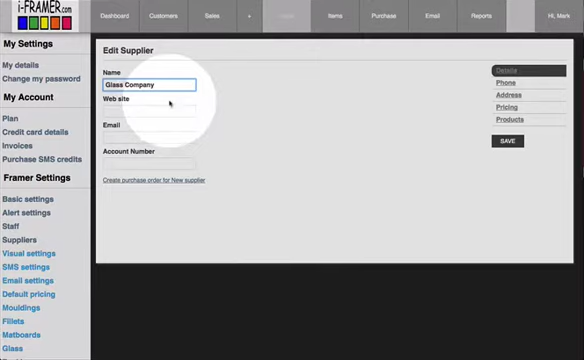 i-FRAMER.com
Dashboard
Customers
Sales
+
Items
Purchase
Email
Reports
Hi, Mark
My Settings
My details
Change my password
My Account
Plan
Credit card details
Invoices
Purchase SMS credits
Framer Settings
Basic settings
Alert settings
Staff
Suppliers
Visual settings
SMS settings
Email settings
Default pricing
Mouldings
Fillets
Matboards
Glass
Edit Supplier
Name
Glass Company
Web site
Email
Account Number
Create purchase order for New supplier
Details
Phone
Address
Pricing
Products
SAVE